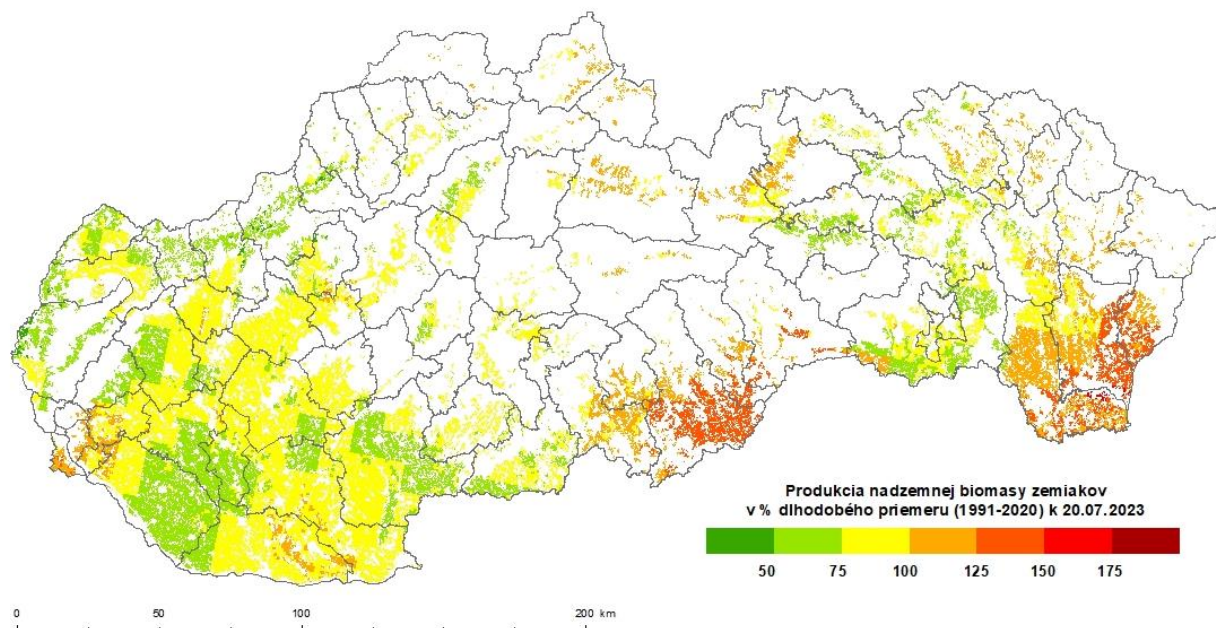 Produkcia nadzemnej biomasy zemiakov
v % dlhodobého priemeru (1991-2020) k 20.07.2023
50 75 100 125 150 175
0 50 100 200 km